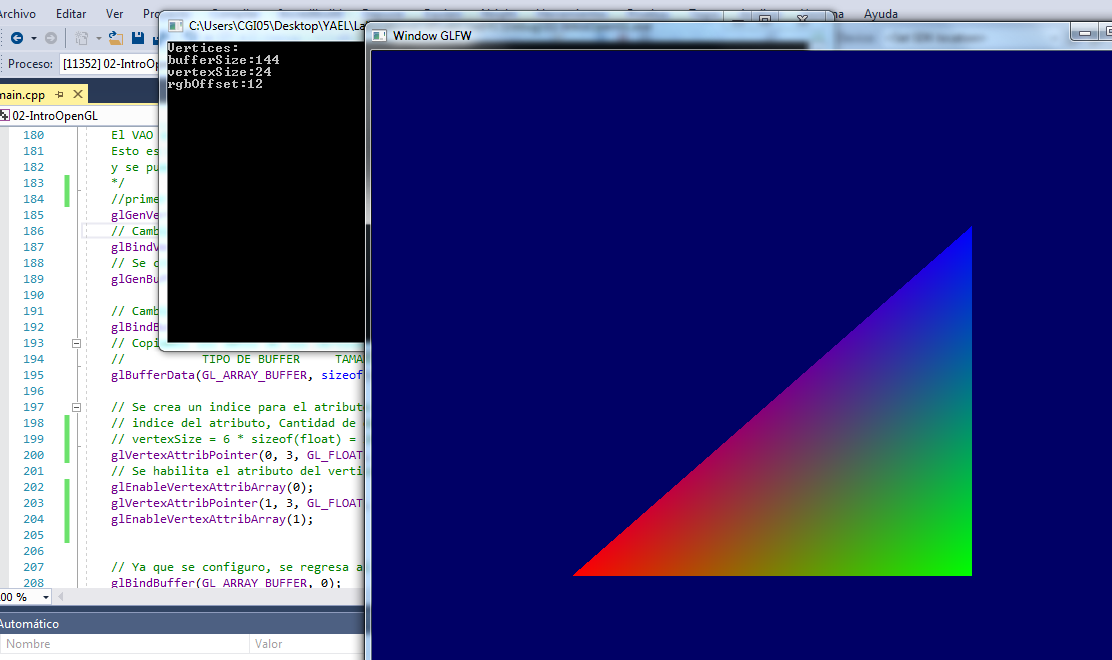 rchivo Editar Ver Pro Ayuda
Proceso: [11352] 02-IntroOp
main.cpp
02-IntroOpenGL
C:\Users\CGI05\Desktop\YAEL\La
Vertices:
bufferSize:144
vertexSize:24
rgbOffset:12
Window GLFW
180 El VAO
181 Esto es
182 y se pu
183 */
184 //prime
185 glGenVe
186 // Camb
187 glBindV
188 // Se c
189 glGenBu
190
191 // Camb
192 glBindB
193 // Copi
194 // TIPO DE BUFFER TAMA
195 glBufferData(GL_ARRAY_BUFFER, sizeof
196
197 // Se crea un indice para el atribut
198 // indice del atributo, Cantidad de
199 // vertexSize = 6 * sizeof(float) =
200 glVertexAttribPointer(0, 3, GL_FLOAT
201 // Se habilita el atributo del verti
202 glEnableVertexAttribArray(0);
203 glVertexAttribPointer(1, 3, GL_FLOAT
204 glEnableVertexAttribArray(1);
205
206
207 // Ya que se configuro, se regresa a
208 glBindBuffer(GL_ARRAY_BUFFER, 0);
00 %
Automático
Nombre Valor